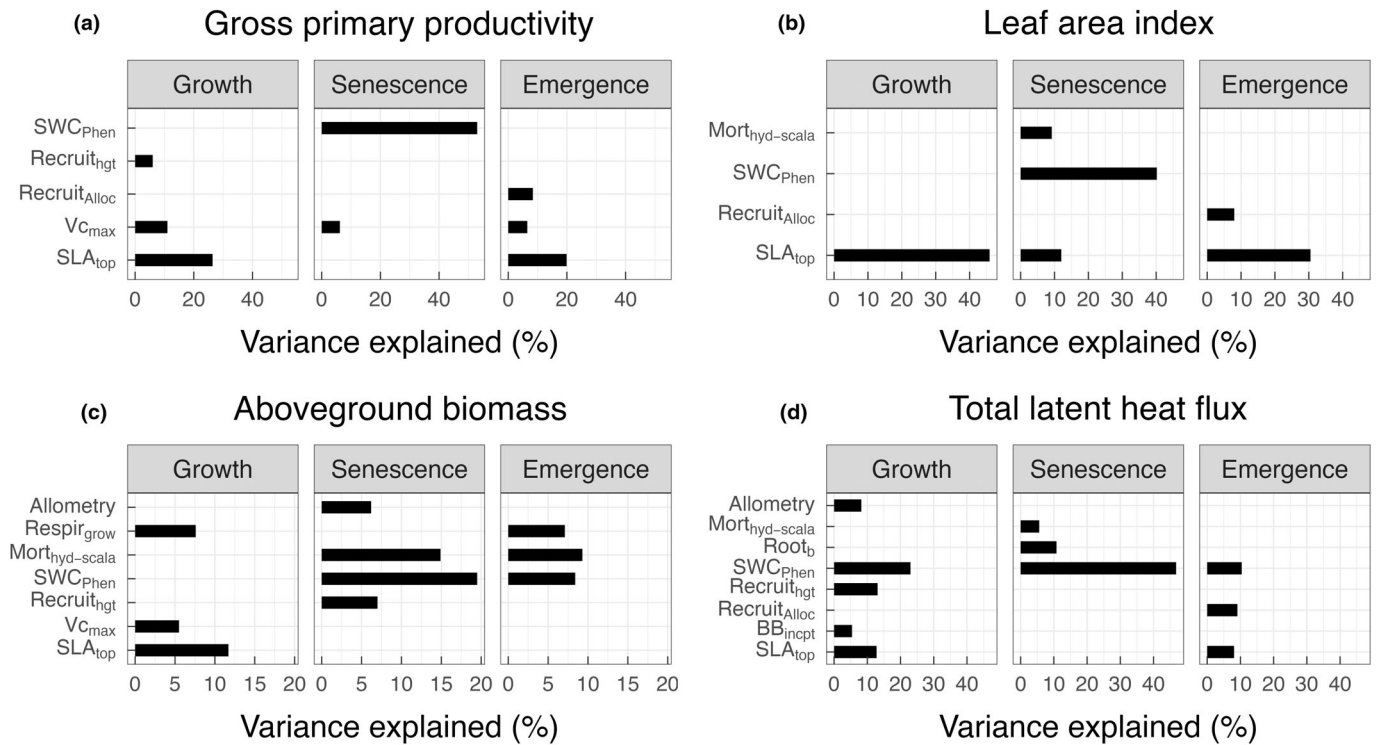 (a) Gross primary productivity
Growth Senescence Emergence
SWCPhen
Recruithgt
RecruitAlloc
Vcmax
SLAtop
0 20 40 0 20 40 0 20 40
Variance explained (%)
(b) Leaf area index
Growth Senescence Emergence
Morthyd−scala
SWCPhen
RecruitAlloc
SLAtop
0 10 20 30 40 0 10 20 30 40 0 10 20 30 40
Variance explained (%)
(c) Aboveground biomass
Growth Senescence Emergence
Allometry
Respirgrow
Morthyd−scala
SWCPhen
Recruithgt
Vcmax
SLAtop
0 5 10 15 20 0 5 10 15 20 0 5 10 15 20
Variance explained (%)
(d) Total latent heat flux
Growth Senescence Emergence
Allometry
Morthyd−scala
Rootb
SWCPhen
Recruithgt
RecruitAlloc
BBincpt
SLAtop
0 10 20 30 40 0 10 20 30 40 0 10 20 30 40
Variance explained (%)